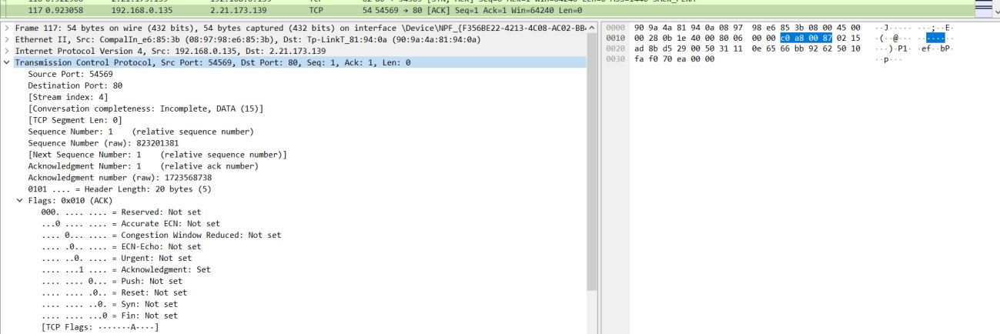 117 0.923058 192.168.0.135 2.21.173.139 TCP 54 54569 → 80 [ACK] Seq=1 Ack=1 Win=64240 Len=0
Frame 117: 54 bytes on wire (432 bits), 54 bytes captured (432 bits) on interface \Device\NPF_{F356BE22-4213-4C08-AC02-BB
Ethernet II, Src: CompalIn_e6:85:3b (08:97:98:e6:85:3b), Dst: Tp-LinkT_81:94:0a (90:9a:4a:81:94:0a)
Internet Protocol Version 4, Src: 192.168.0.135, Dst: 2.21.173.139
Transmission Control Protocol, Src Port: 54569, Dst Port: 80, Seq: 1, Ack: 1, Len: 0
Source Port: 54569
Destination Port: 80
[Stream index: 4]
[Conversation completeness: Incomplete, DATA (15)]
[TCP Segment Len: 0]
Sequence Number: 1 (relative sequence number)
Sequence Number (raw): 823201381
[Next Sequence Number: 1 (relative sequence number)]
Acknowledgment Number: 1 (relative ack number)
Acknowledgment number (raw): 1723568738
0101 .... = Header Length: 20 bytes (5)
Flags: 0x010 (ACK)
000. .... .... = Reserved: Not set
...0 .... .... = Accurate ECN: Not set
.... 0... .... = Congestion Window Reduced: Not set
.... .0.. .... = ECN-Echo: Not set
.... ..0. .... = Urgent: Not set
.... ...1 .... = Acknowledgment: Set
.... .... 0... = Push: Not set
.... .... .0.. = Reset: Not set
.... .... ..0. = Syn: Not set
.... .... ...0 = Fin: Not set
[TCP Flags: ·······A····]
0000 90 9a 4a 81 94 0a 08 97 98 e6 85 3b 08 00 45 00 ··J····· ···;··E·
0010 00 28 0b 1e 40 00 80 06 00 00 c0 a8 00 87 02 15 ·(··@··· ········
0020 ad 8b d5 29 00 50 31 11 0e 65 66 bb 92 62 50 10 ···)·P1· ·ef··bP·
0030 fa f0 70 ea 00 00 ··p···